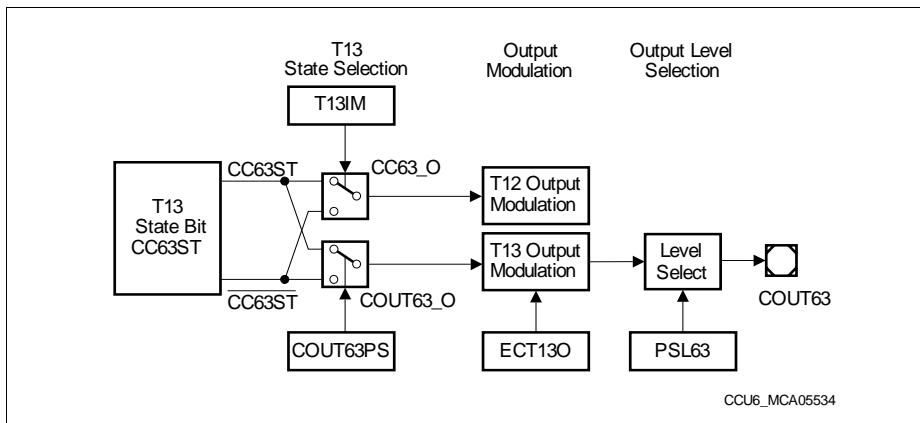 T13
State Selection
Output
Modulation
Output Level
Selection
T13IM
CC63ST
CC63_O
T13
State Bit
CC63ST
T12 Output
Modulation
T13 Output
Modulation
Level
Select
CC63ST
COUT63_O
COUT63
COUT63PS
ECT13O
PSL63
CCU6_MCA05534